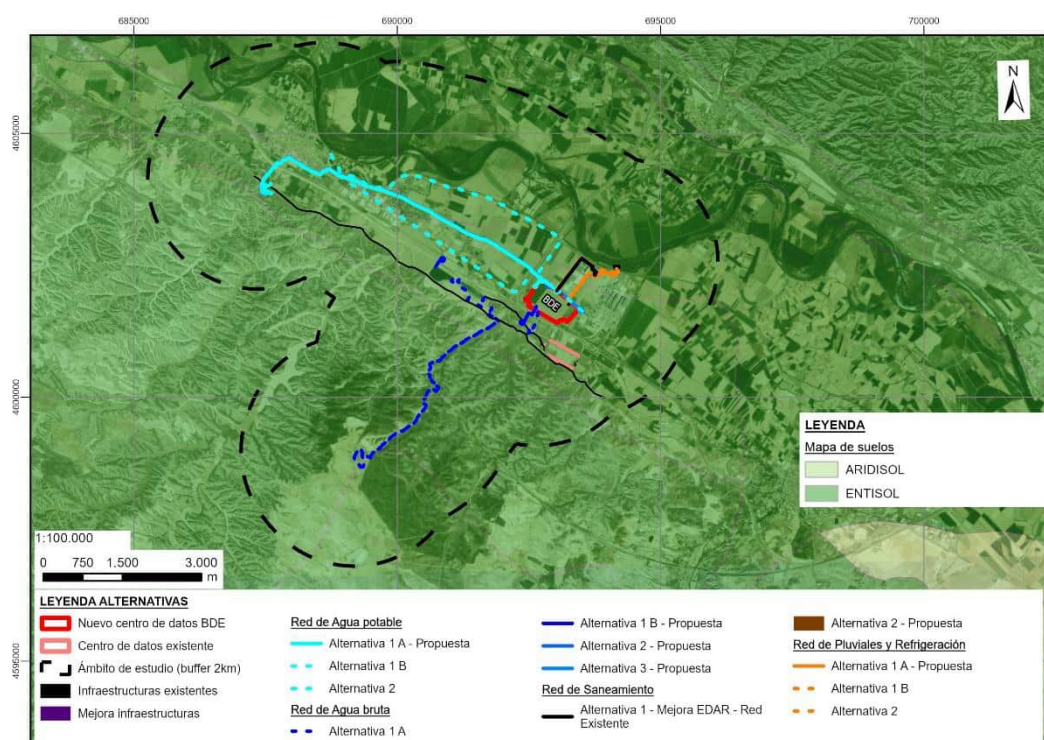 685000
690000
695000
700000
N
4605000
BDE
4600000
LEYENDA
Mapa de suelos
ARIDISOL
ENTISOL
1:100.000
0 750 1.500 3.000
m
LEYENDA ALTERNATIVAS
Nuevo centro de datos BDE
Centro de datos existente
Ámbito de estudio (buffer 2km)
Infraestructuras existentes
Mejora infraestructuras
4595000
Red de Agua potable
Alternativa 1 A - Propuesta
Alternativa 1 B
Alternativa 2
Red de Agua bruta
Alternativa 1 A
Alternativa 1 B - Propuesta
Alternativa 2 - Propuesta
Alternativa 3 - Propuesta
Red de Saneamiento
Alternativa 1 - Mejora EDAR - Red
Existente
Alternativa 2 - Propuesta
Red de Pluviales y Refrigeración
Alternativa 1 A - Propuesta
Alternativa 1 B
Alternativa 2